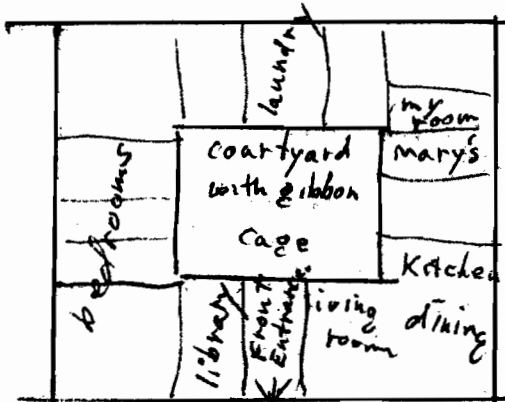 laundry
my
room
mary's
courtyard
with gibbon
cage
bedrooms
Kitchen
dining
living
room
Front
Entrance
library